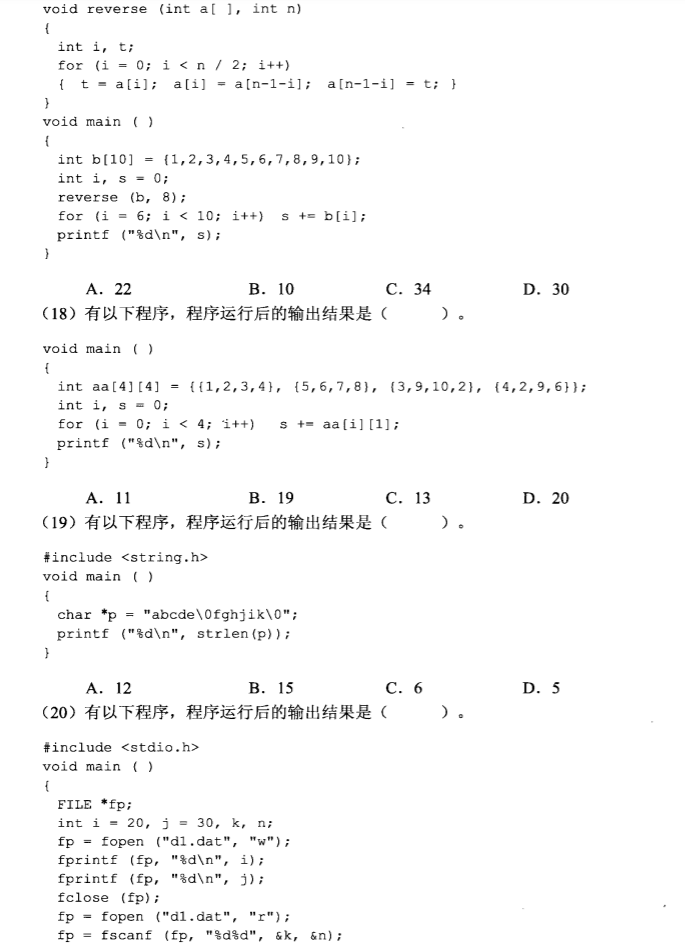 void reverse (int a[ ], int n)
{
int i, t;
for (i = 0; i < n / 2; i++)
{ t = a[i]; a[i] = a[n-1-i]; a[n-1-i] = t; }
}
void main ( )
{
int b[10] = {1,2,3,4,5,6,7,8,9,10};
int i, s = 0;
reverse (b, 8);
for (i = 6; i < 10; i++) s += b[i];
printf ("%d\n", s);
}
A. 22 B. 10 C. 34 D. 30
(18) 有以下程序，程序运行后的输出结果是（ ）。
void main ( )
{
int aa[4][4] = {{1,2,3,4}, {5,6,7,8}, {3,9,10,2}, {4,2,9,6}};
int i, s = 0;
for (i = 0; i < 4; i++) s += aa[i][1];
printf ("%d\n", s);
}
A. 11 B. 19 C. 13 D. 20
(19) 有以下程序，程序运行后的输出结果是（ ）。
#include <string.h>
void main ( )
{
char *p = "abcde\0fghjik\0";
printf ("%d\n", strlen(p));
}
A. 12 B. 15 C. 6 D. 5
(20) 有以下程序，程序运行后的输出结果是（ ）。
#include <stdio.h>
void main ( )
{
FILE *fp;
int i = 20, j = 30, k, n;
fp = fopen ("d1.dat", "w");
fprintf (fp, "%d\n", i);
fprintf (fp, "%d\n", j);
fclose (fp);
fp = fopen ("d1.dat", "r");
fp = fscanf (fp, "%d%d", &k, &n);